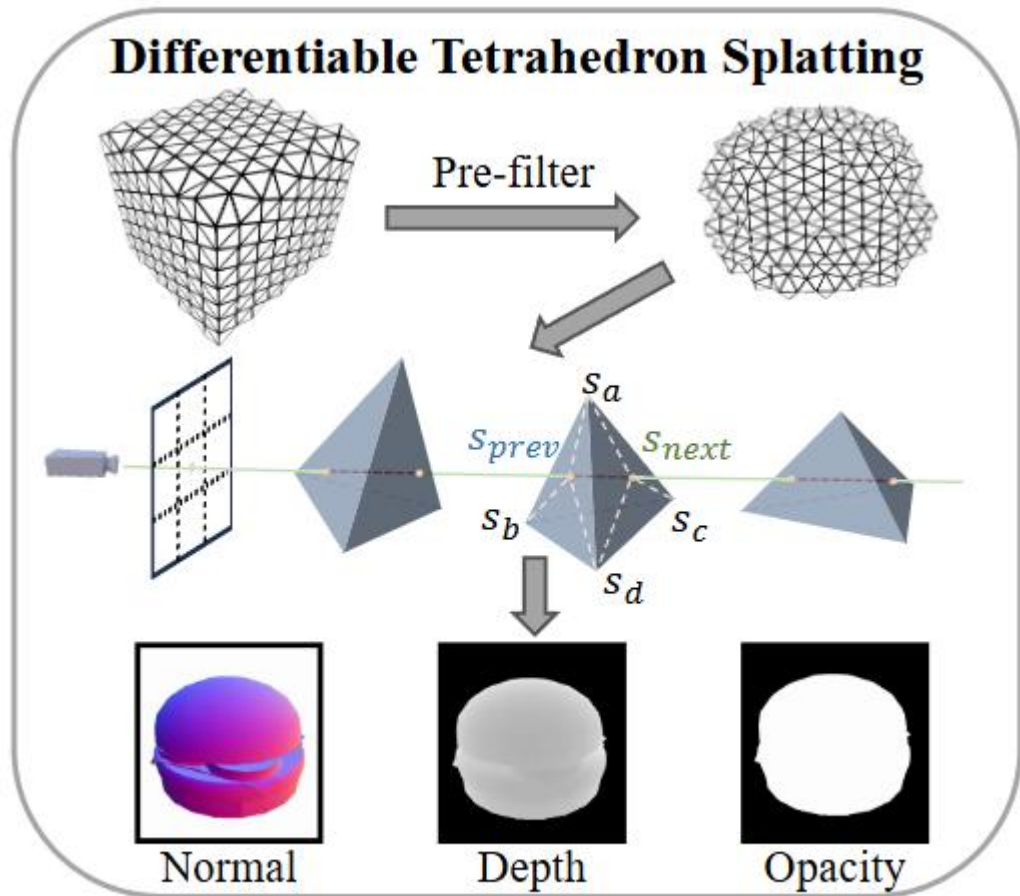 Differentiable Tetrahedron Splatting
Pre-filter
s_a
s_prev
s_next
s_b
s_c
s_d
Normal
Depth
Opacity